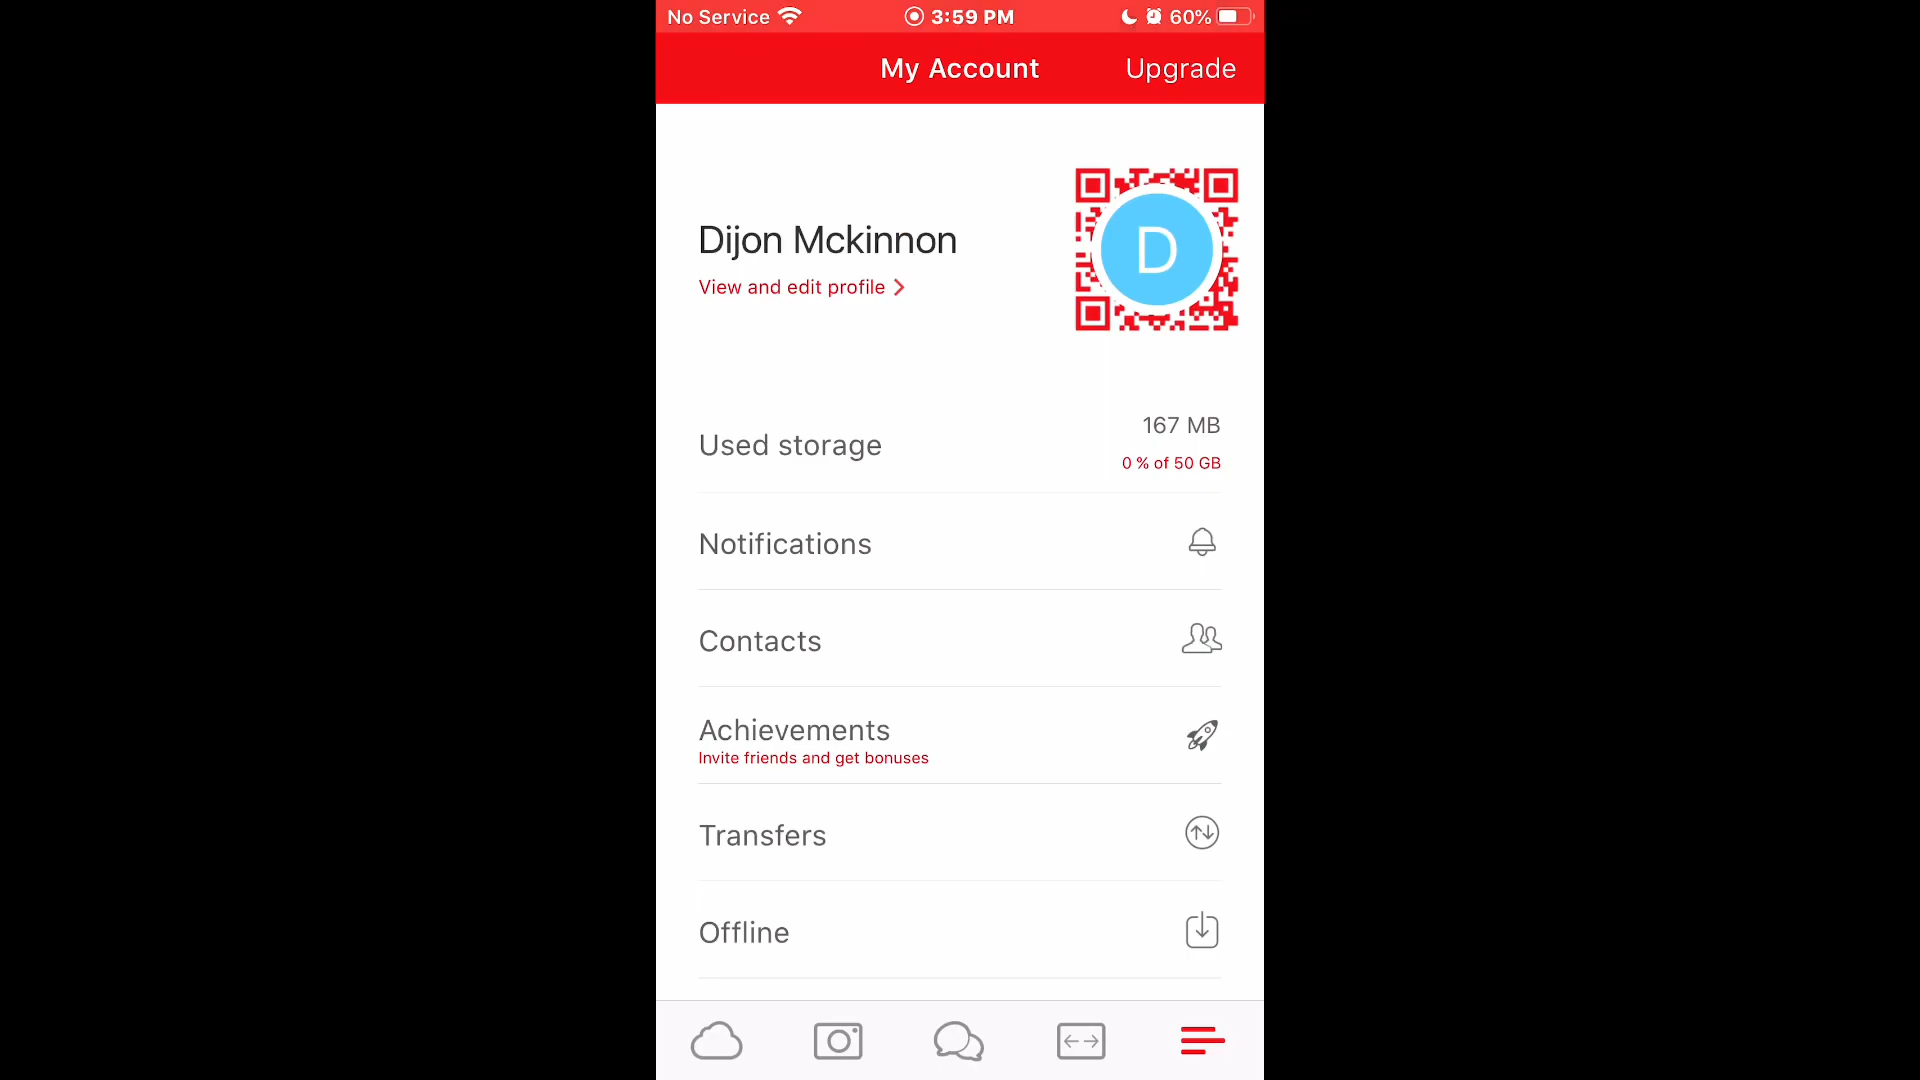 No Service 3:59 PM 60%
My Account Upgrade
D
Dijon Mckinnon
View and edit profile
Used storage 167 MB
0 % of 50 GB
Notifications
Contacts
Achievements
Invite friends and get bonuses
Transfers
Offline